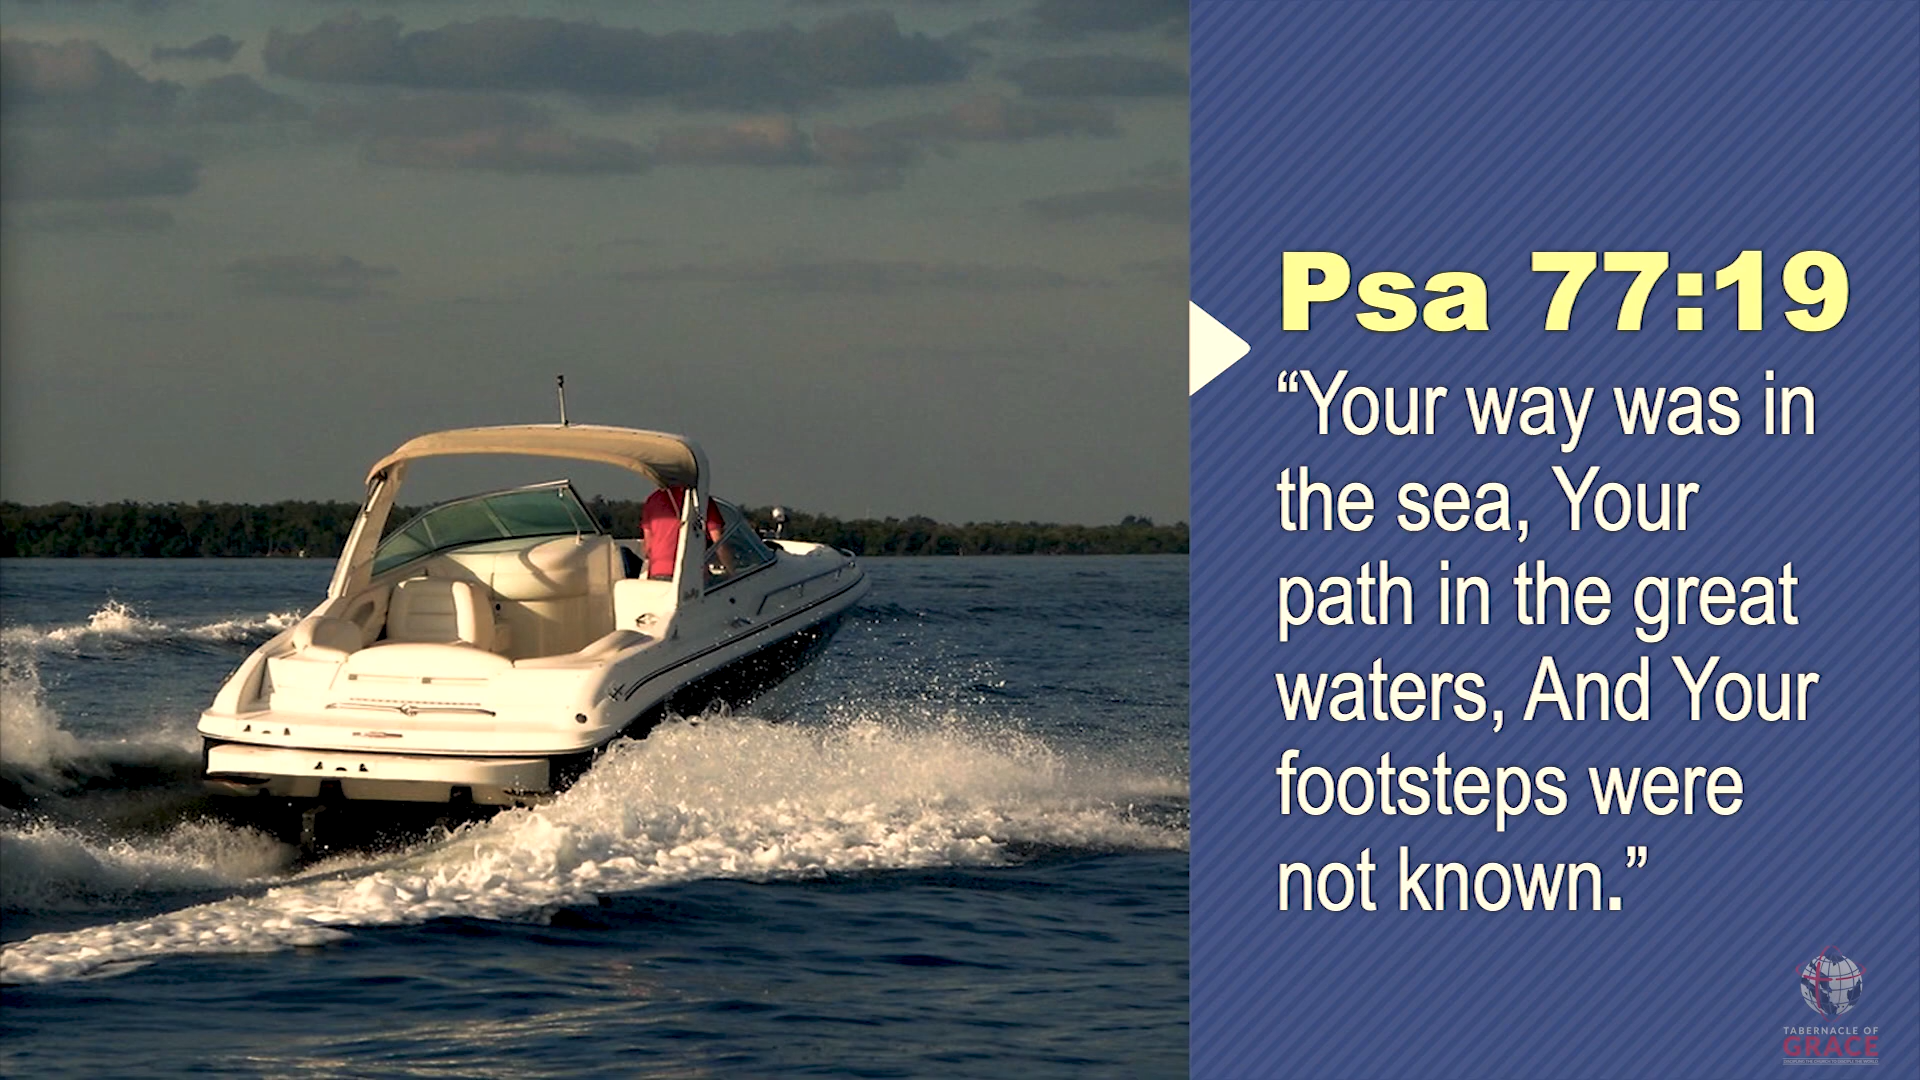 Psa 77:19
“Your way was in
the sea, Your
path in the great
waters, And Your
footsteps were
not known.”
TABERNACLE OF
GRACE